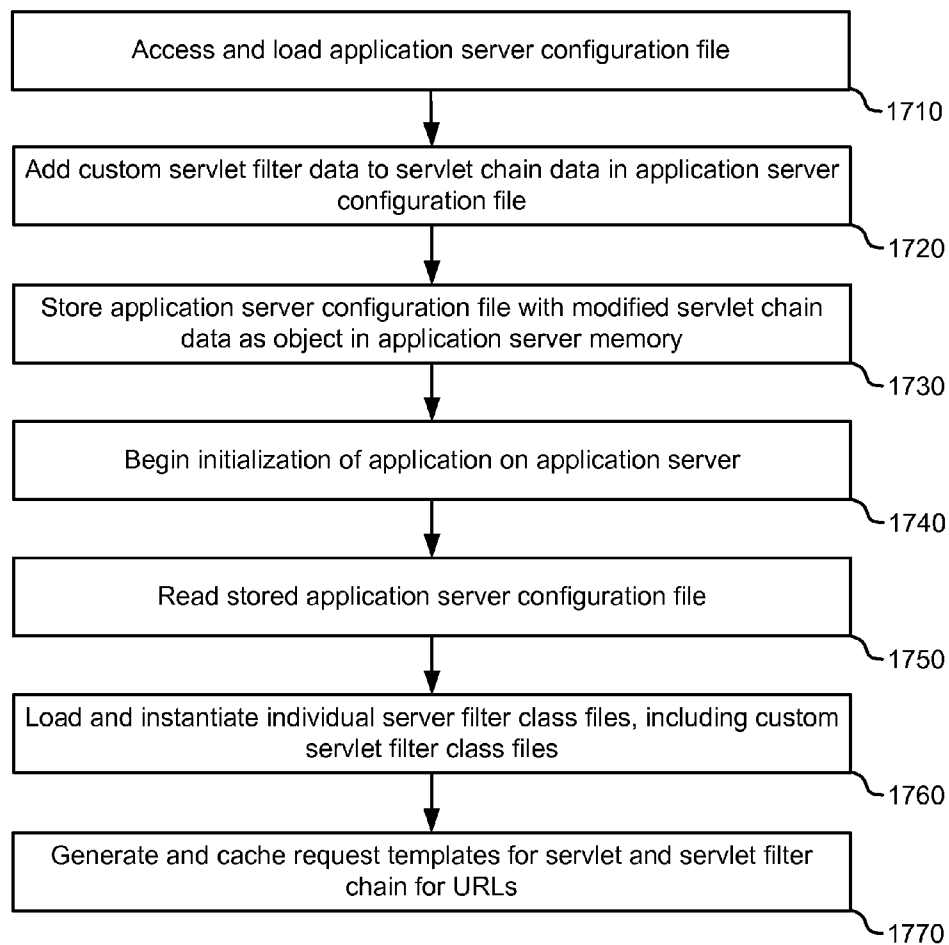 Access and load application server configuration file
1710
Add custom servlet filter data to servlet chain data in application server
configuration file
1720
Store application server configuration file with modified servlet chain
data as object in application server memory
1730
Begin initialization of application on application server
1740
Read stored application server configuration file
1750
Load and instantiate individual server filter class files, including custom
servlet filter class files
1760
Generate and cache request templates for servlet and servlet filter
chain for URLs
1770